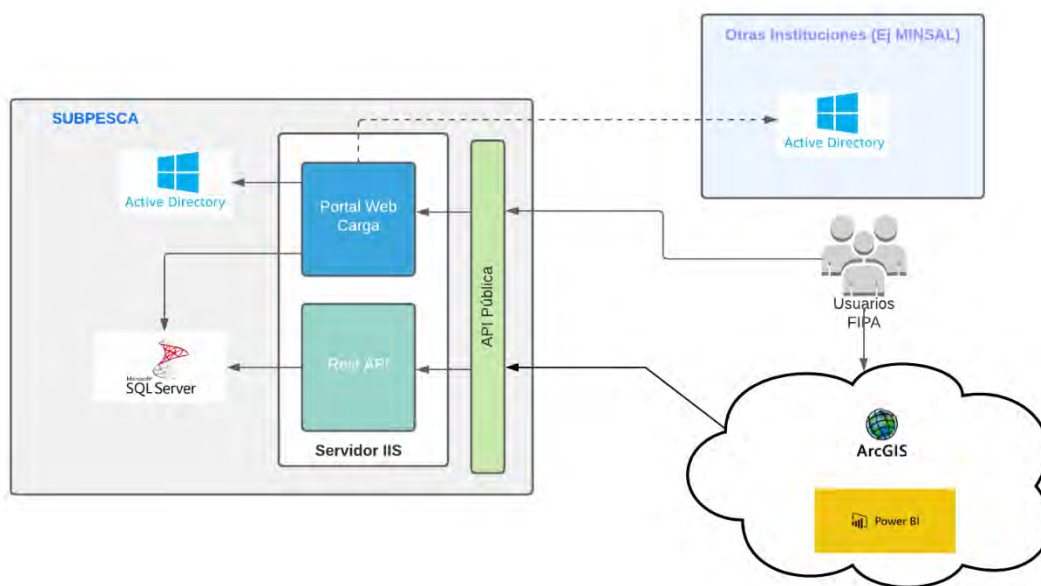 Otras Instituciones (Ej MINSAL)
Active Directory
SUBPESCA
Active Directory
Portal Web
Carga
API Pública
Usuarios
FIPA
Microsoft
SQL Server
Rest API
Servidor IIS
ArcGIS
Power BI